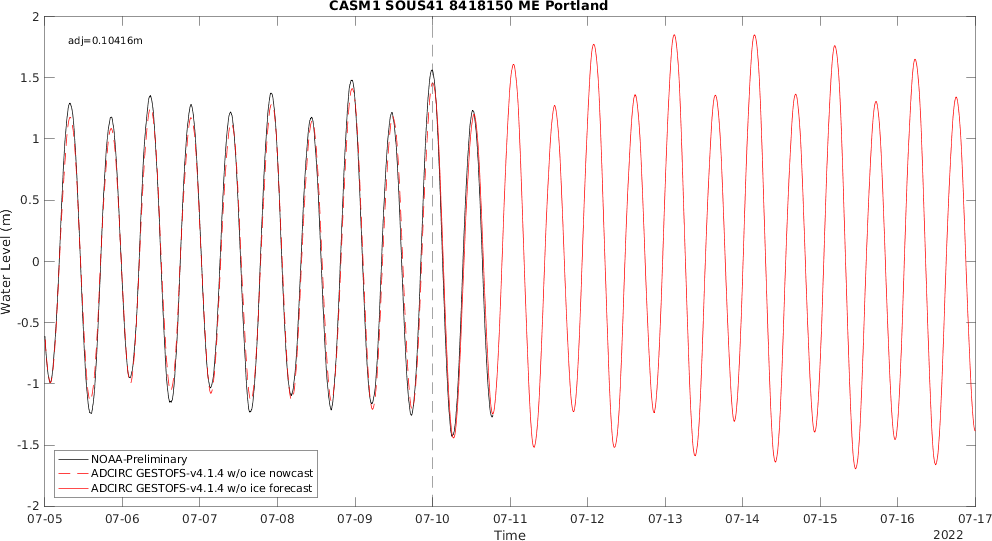 CASM1 SOUS41 8418150 ME Portland
adj=0.10416m
2
1.5
1
0.5
0
-0.5
-1
-1.5
-2
Water Level (m)
NOAA-Preliminary
ADCIRC GESTOFS-v4.1.4 w/o ice nowcast
ADCIRC GESTOFS-v4.1.4 w/o ice forecast
07-05 07-06 07-07 07-08 07-09 07-10 07-11 07-12 07-13 07-14 07-15 07-16 07-17
Time
2022